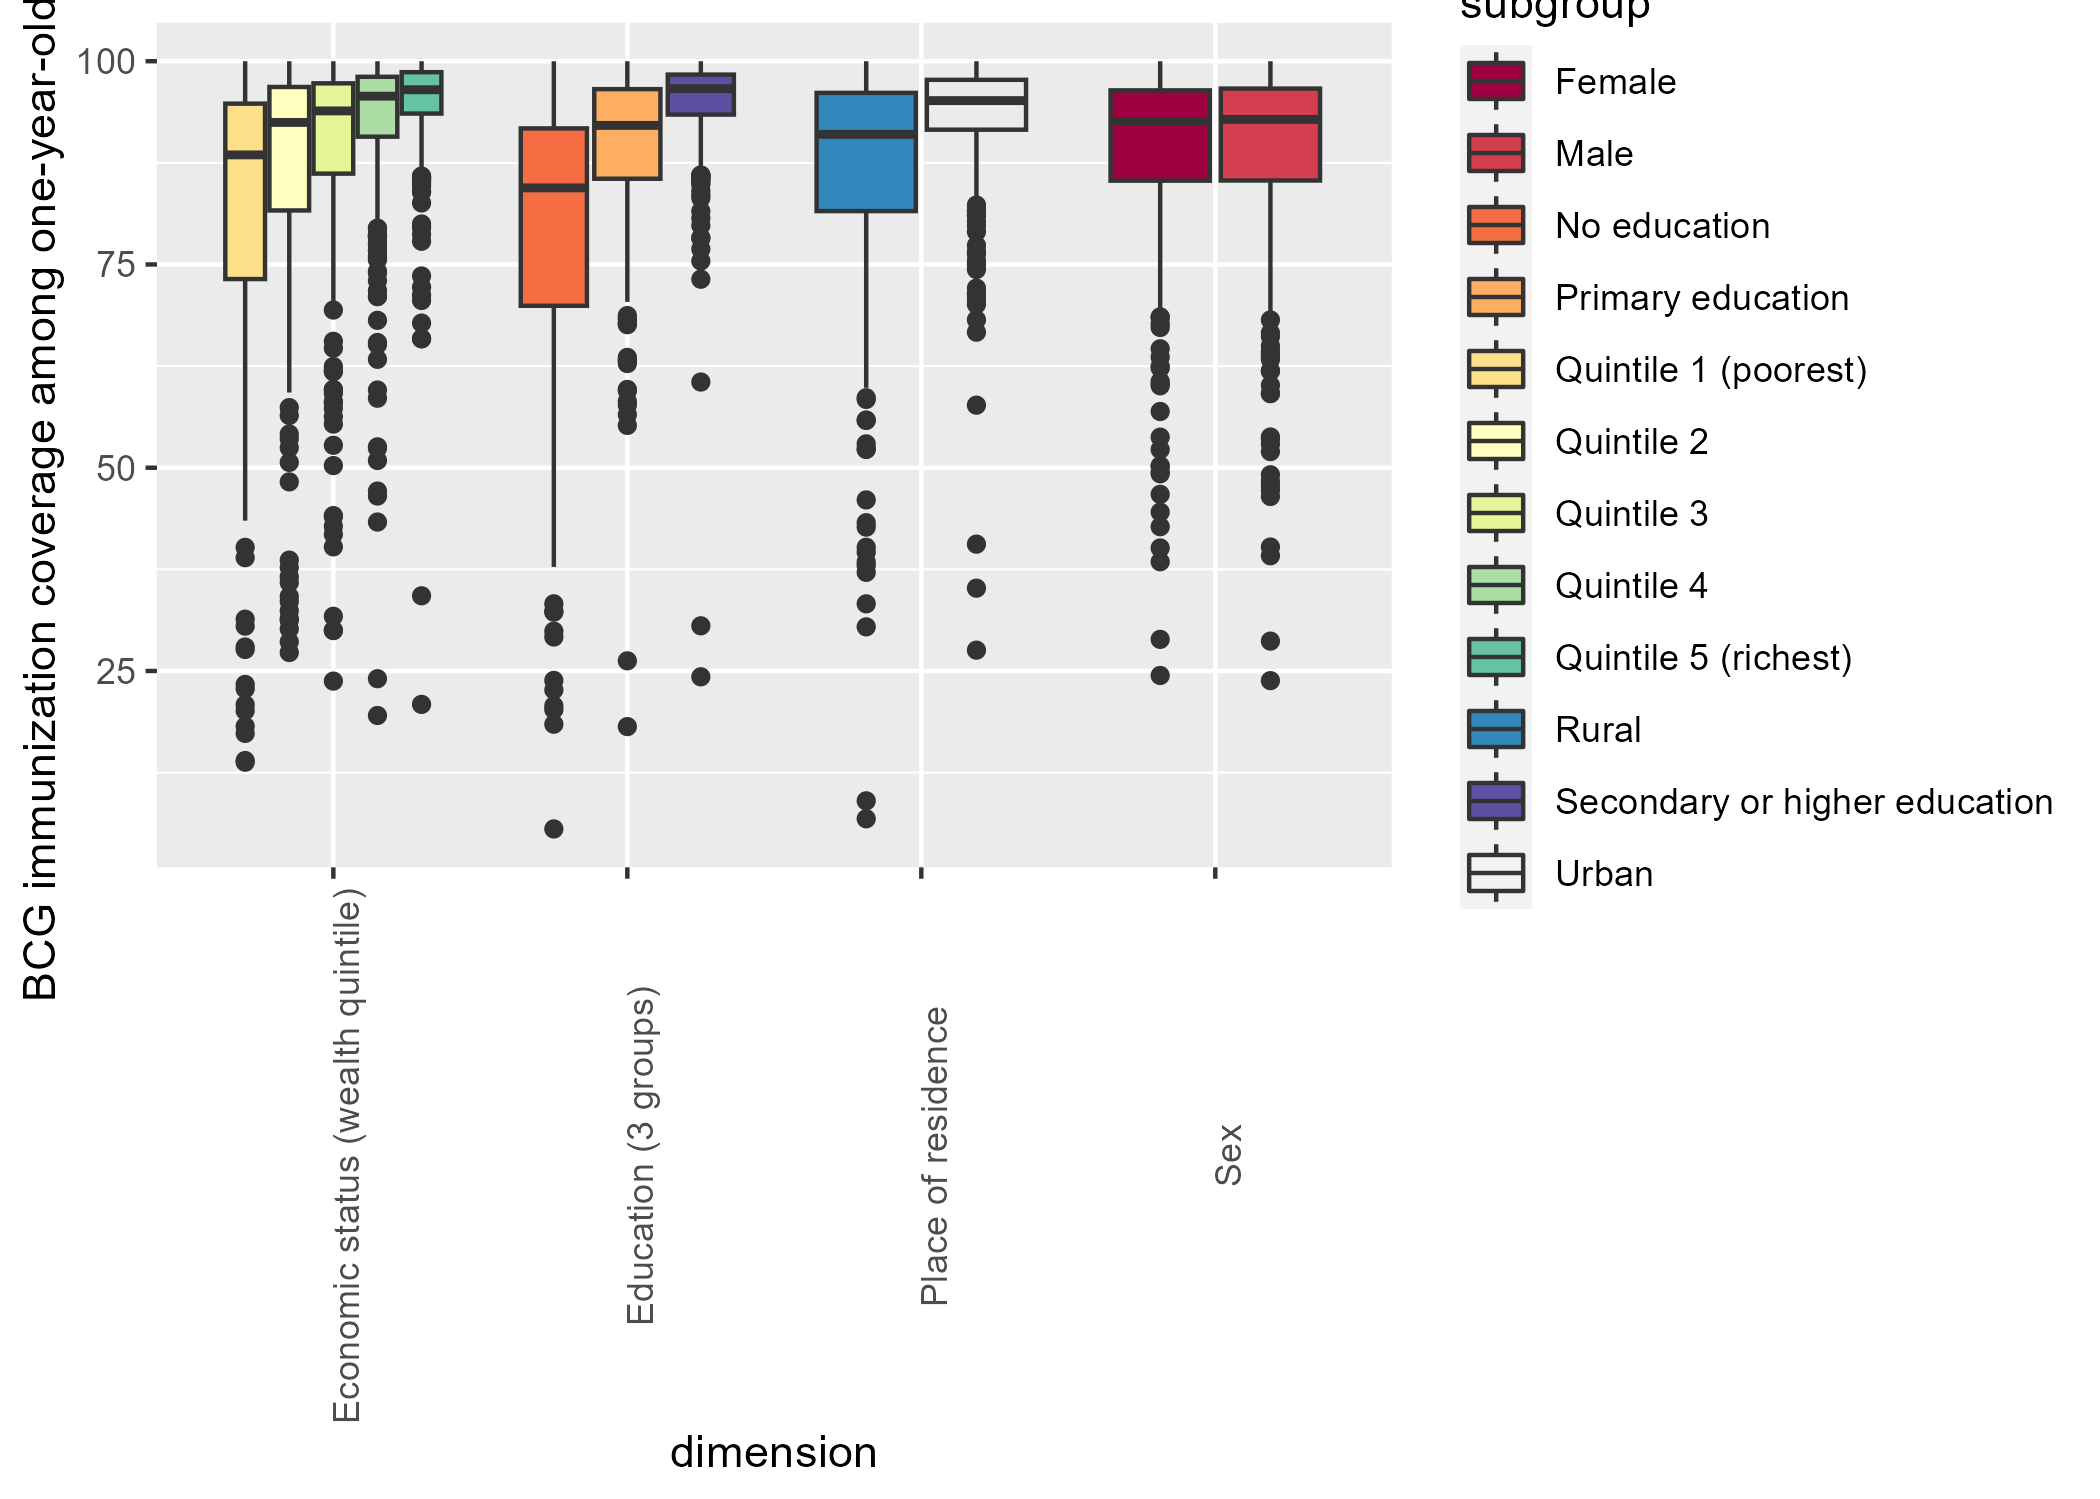 BCG immunization coverage among one-year-old
100
75
50
25
Economic status (wealth quintile)
Education (3 groups)
Place of residence
Sex
dimension
subgroup
Female
Male
No education
Primary education
Quintile 1 (poorest)
Quintile 2
Quintile 3
Quintile 4
Quintile 5 (richest)
Rural
Secondary or higher education
Urban